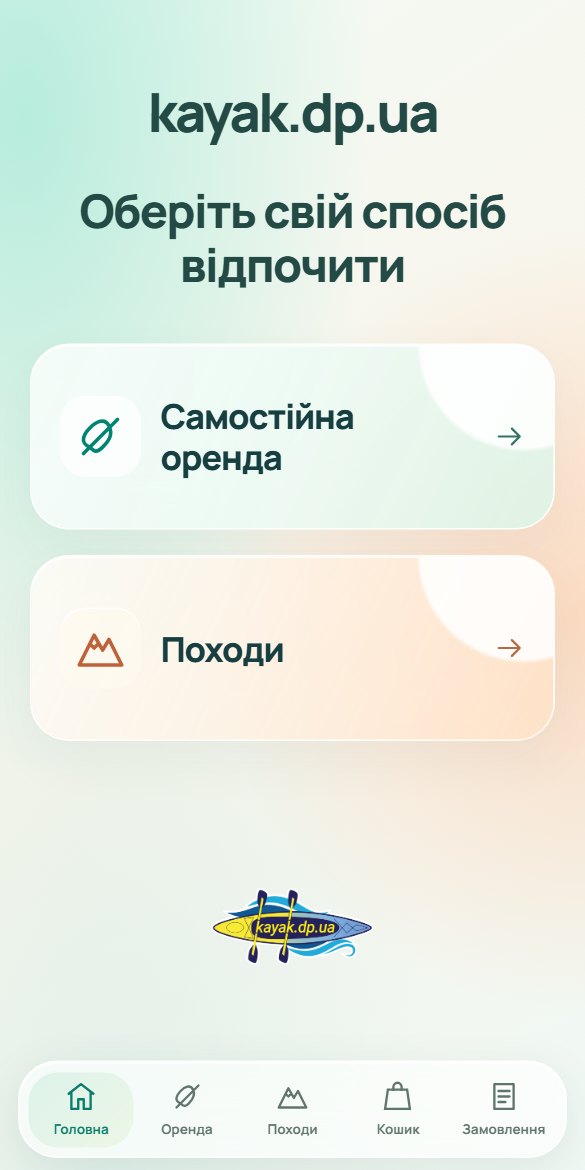 kayak.dp.ua
Оберіть свій спосіб
відпочити
Самостійна
оренда
Походи
kayak.dp.ua
Головна
Оренда
Походи
Кошик
Замовлення